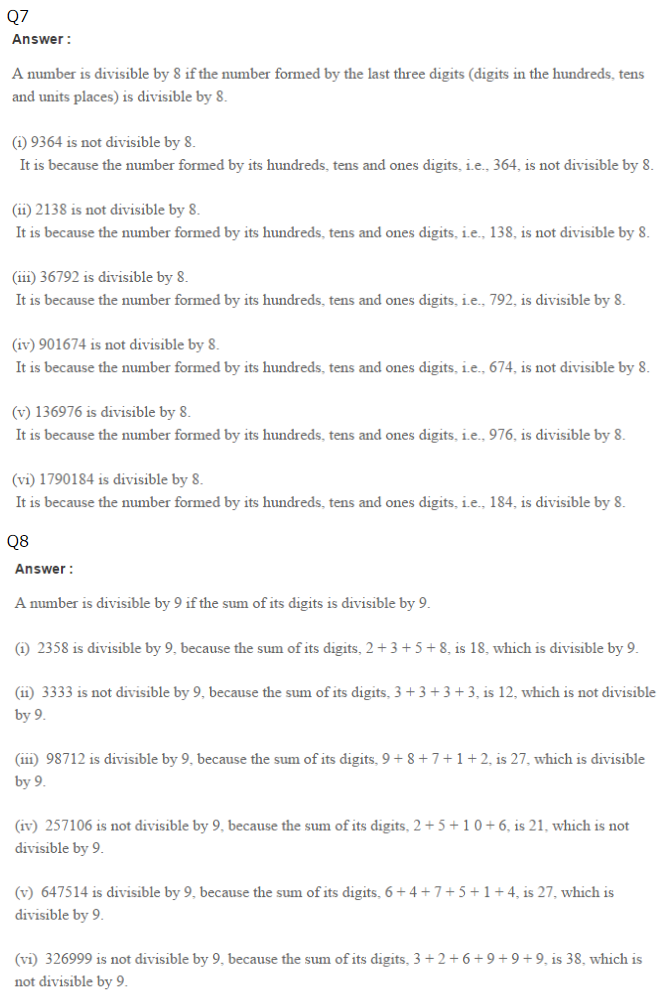 Q7
Answer :
A number is divisible by 8 if the number formed by the last three digits (digits in the hundreds, tens
and units places) is divisible by 8.
(i) 9364 is not divisible by 8.
It is because the number formed by its hundreds, tens and ones digits, i.e., 364, is not divisible by 8.
(ii) 2138 is not divisible by 8.
It is because the number formed by its hundreds, tens and ones digits, i.e., 138, is not divisible by 8.
(iii) 36792 is divisible by 8.
It is because the number formed by its hundreds, tens and ones digits, i.e., 792, is divisible by 8.
(iv) 901674 is not divisible by 8.
It is because the number formed by its hundreds, tens and ones digits, i.e., 674, is not divisible by 8.
(v) 136976 is divisible by 8.
It is because the number formed by its hundreds, tens and ones digits, i.e., 976, is divisible by 8.
(vi) 1790184 is divisible by 8.
It is because the number formed by its hundreds, tens and ones digits, i.e., 184, is divisible by 8.
Q8
Answer :
A number is divisible by 9 if the sum of its digits is divisible by 9.
(i) 2358 is divisible by 9, because the sum of its digits, 2 + 3 + 5 + 8, is 18, which is divisible by 9.
(ii) 3333 is not divisible by 9, because the sum of its digits, 3 + 3 + 3 + 3, is 12, which is not divisible
by 9.
(iii) 98712 is divisible by 9, because the sum of its digits, 9 + 8 + 7 + 1 + 2, is 27, which is divisible
by 9.
(iv) 257106 is not divisible by 9, because the sum of its digits, 2 + 5 + 1 0 + 6, is 21, which is not
divisible by 9.
(v) 647514 is divisible by 9, because the sum of its digits, 6 + 4 + 7 + 5 + 1 + 4, is 27, which is
divisible by 9.
(vi) 326999 is not divisible by 9, because the sum of its digits, 3 + 2 + 6 + 9 + 9 + 9, is 38, which is
not divisible by 9.